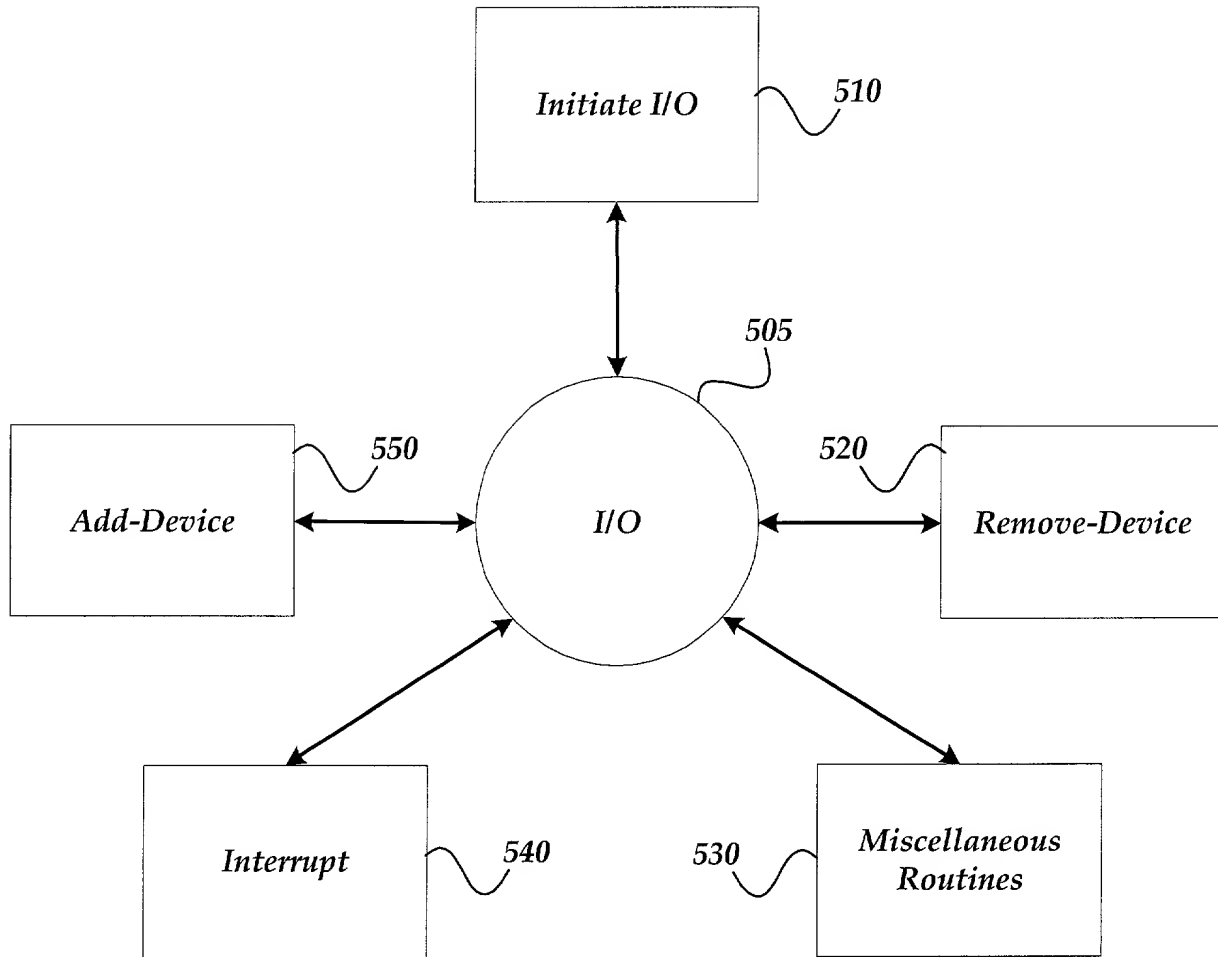 Initiate I/O
510
505
Add-Device
550
I/O
520
Remove-Device
Interrupt
540
530
Miscellaneous
Routines